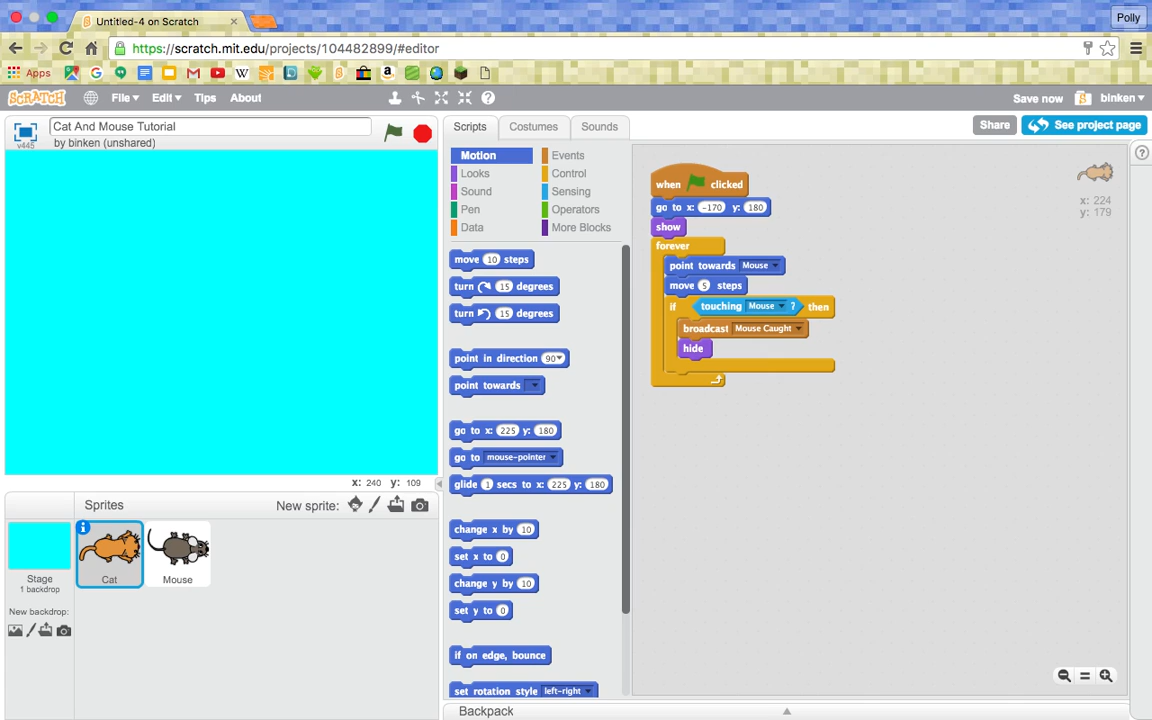 Untitled-4 on Scratch
Polly
https://scratch.mit.edu/projects/104482899/#editor
Apps
SCRATCH File Edit Tips About Save now binken
v445
Cat And Mouse Tutorial
by binken (unshared)
Scripts Costumes Sounds
Share See project page
Motion Events
Looks Control
Sound Sensing
Pen Operators
Data More Blocks
move 10 steps
turn 15 degrees
turn 15 degrees
point in direction 90
point towards
go to x: 225 y: 180
go to mouse-pointer
glide 1 secs to x: 225 y: 180
change x by 10
set x to 0
change y by 10
set y to 0
if on edge, bounce
set rotation style left-right
when clicked
go to x: -170 y: 180
show
forever
point towards Mouse
move 5 steps
if touching Mouse ? then
broadcast Mouse Caught
hide
x: 224
y: 179
x: 240 y: 109
Sprites New sprite:
Stage
1 backdrop
New backdrop:
Cat
Mouse
Backpack